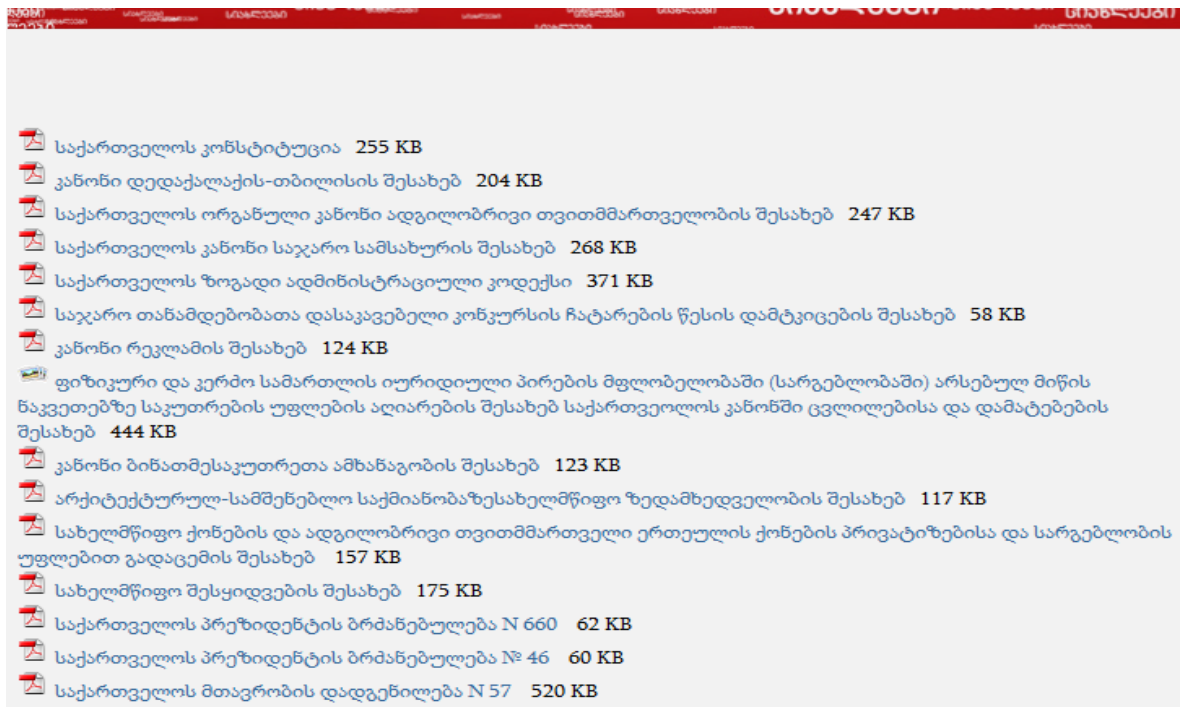 სიახლეები
საქართველოს კონსტიტუცია 255 KB
კანონი დედაქალაქის-თბილისის შესახებ 204 KB
საქართველოს ორგანული კანონი ადგილობრივი თვითმმართველობის შესახებ 247 KB
საქართველოს კანონი საჯარო სამსახურის შესახებ 268 KB
საქართველოს ზოგადი ადმინისტრაციული კოდექსი 371 KB
საჯარო თანამდებობათა დასაკავებელი კონკურსის ჩატარების წესის დამტკიცების შესახებ 58 KB
კანონი რეკლამის შესახებ 124 KB
ფიზიკური და კერძო სამართლის იურიდიული პირების მფლობელობაში (სარგებლობაში) არსებულ მიწის
ნაკვეთებზე საკუთრების უფლების აღიარების შესახებ საქართვეოლოს კანონში ცვლილებისა და დამატებების
შესახებ 444 KB
კანონი ბინათმესაკუთრეთა ამხანაგობის შესახებ 123 KB
არქიტექტურულ-სამშენებლო საქმიანობაზესახელმწიფო ზედამხედველობის შესახებ 117 KB
სახელმწიფო ქონების და ადგილობრივი თვითმმართველი ერთეულის ქონების პრივატიზებისა და სარგებლობის
უფლებით გადაცემის შესახებ 157 KB
სახელმწიფო შესყიდვების შესახებ 175 KB
საქართველოს პრეზიდენტის ბრძანებულება N 660 62 KB
საქართველოს პრეზიდენტის ბრძანებულება № 46 60 KB
საქართველოს მთავრობის დადგენილება N 57 520 KB